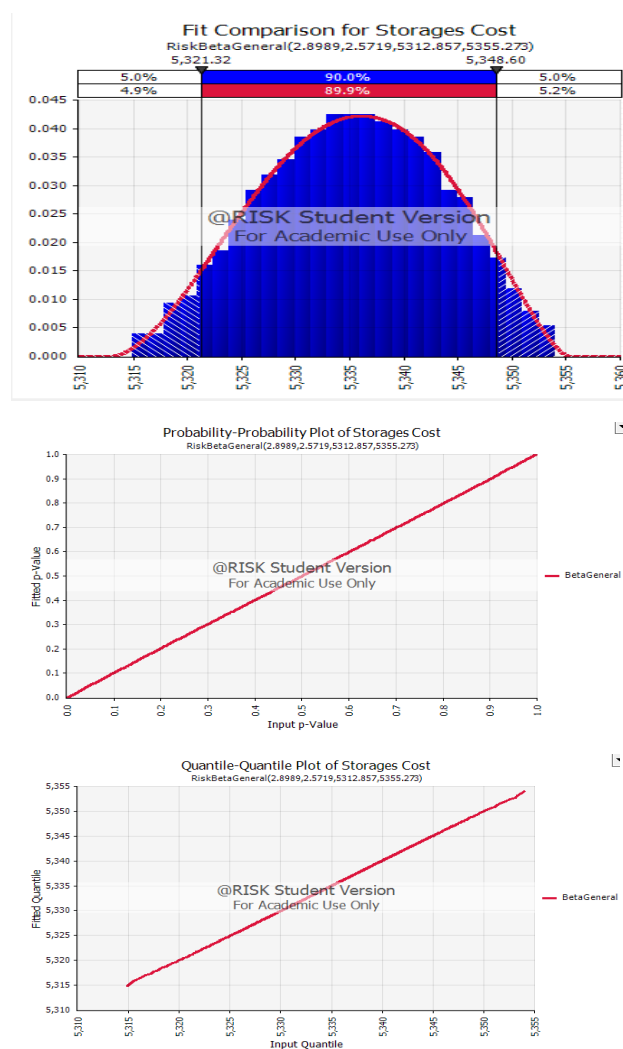 Fit Comparison for Storages Cost
RiskBetaGeneral(2.8989,2.5719,5312.857,5355.273)
5,321.32 5,348.60
5.0% 90.0% 5.0%
4.9% 89.9% 5.2%
0.045
0.040
0.035
0.030
0.025
0.020
0.015
0.010
0.005
0.000
@RISK Student Version
For Academic Use Only
5,310 5,315 5,320 5,325 5,330 5,335 5,340 5,345 5,350 5,355 5,360
Probability-Probability Plot of Storages Cost
RiskBetaGeneral(2.8989,2.5719,5312.857,5355.273)
Fitted p-Value
1.0
0.9
0.8
0.7
0.6
0.5
0.4
0.3
0.2
0.1
0.0
@RISK Student Version
For Academic Use Only
BetaGeneral
0.0 0.1 0.2 0.3 0.4 0.5 0.6 0.7 0.8 0.9 1.0
Input p-Value
Quantile-Quantile Plot of Storages Cost
RiskBetaGeneral(2.8989,2.5719,5312.857,5355.273)
Fitted Quantile
5,355
5,350
5,345
5,340
5,335
5,330
5,325
5,320
5,315
5,310
@RISK Student Version
For Academic Use Only
BetaGeneral
5,310 5,315 5,320 5,325 5,330 5,335 5,340 5,345 5,350 5,355
Input Quantile